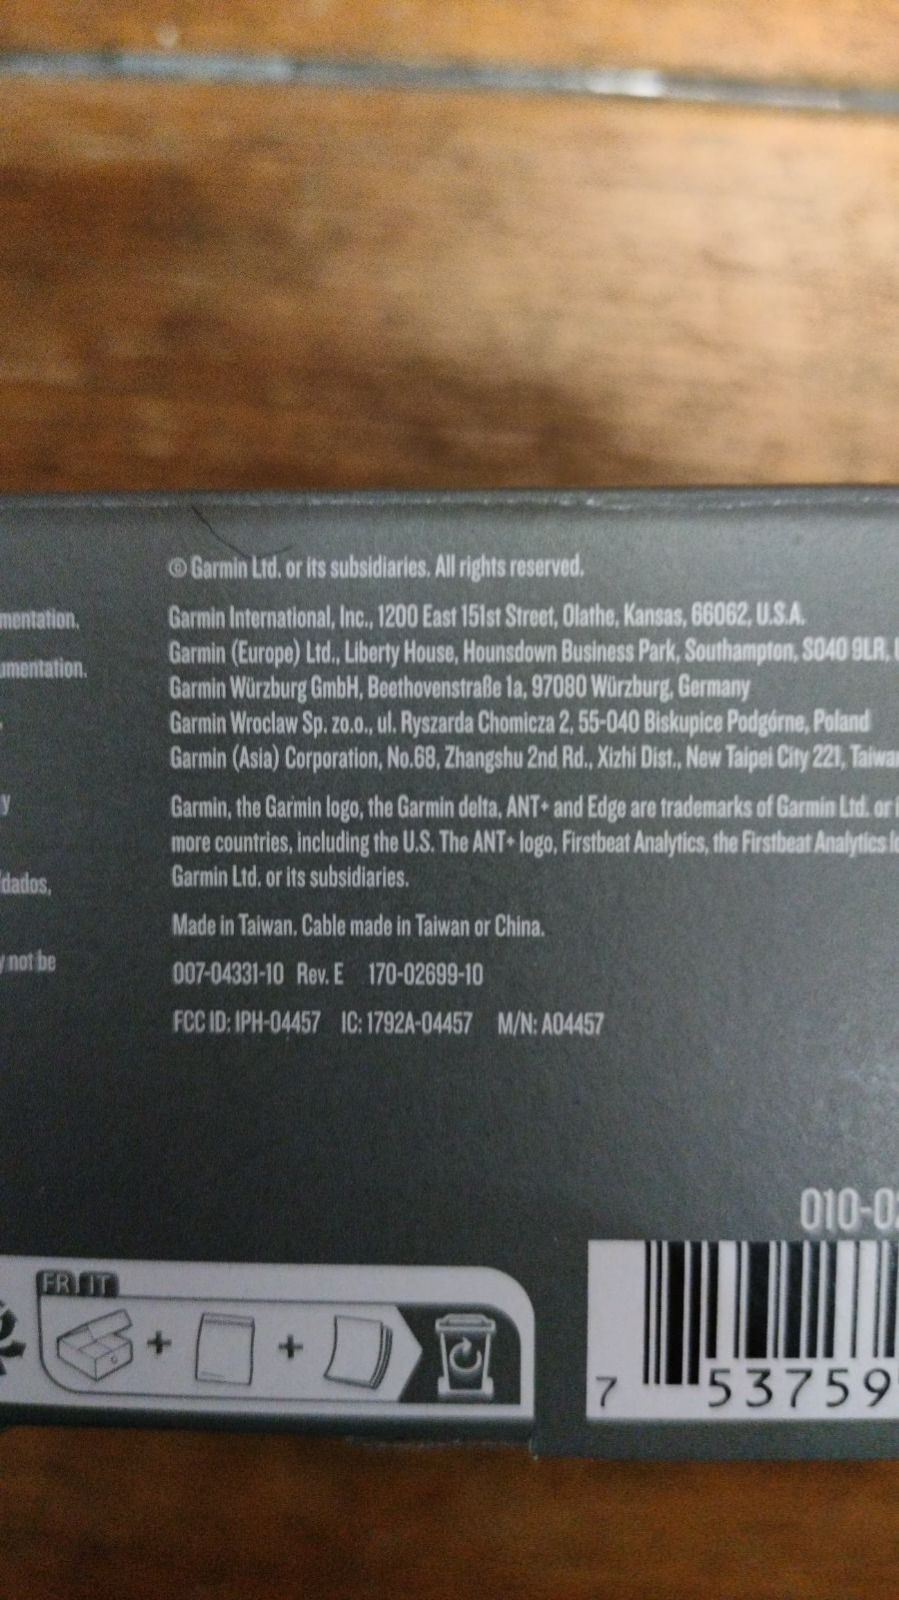 © Garmin Ltd. or its subsidiaries. All rights reserved.
mentation.
umentation.
y
dados,
y not be
Garmin International, Inc., 1200 East 151st Street, Olathe, Kansas, 66062, U.S.A.
Garmin (Europe) Ltd., Liberty House, Hounsdown Business Park, Southampton, SO40 9LR,
Garmin Würzburg GmbH, Beethovenstraße 1a, 97080 Würzburg, Germany
Garmin Wroclaw Sp. zo.o., ul. Ryszarda Chomicza 2, 55-040 Biskupice Podgórne, Poland
Garmin (Asia) Corporation, No.68, Zhangshu 2nd Rd., Xizhi Dist., New Taipei City 221, Taiwan
Garmin, the Garmin logo, the Garmin delta, ANT+ and Edge are trademarks of Garmin Ltd. or
more countries, including the U.S. The ANT+ logo, Firstbeat Analytics, the Firstbeat Analytics
Garmin Ltd. or its subsidiaries.
Made in Taiwan. Cable made in Taiwan or China.
007-04331-10 Rev. E 170-02699-10
FCC ID: IPH-04457 IC: 1792A-04457 M/N: A04457
010-02
FR IT
+ +
7 53759